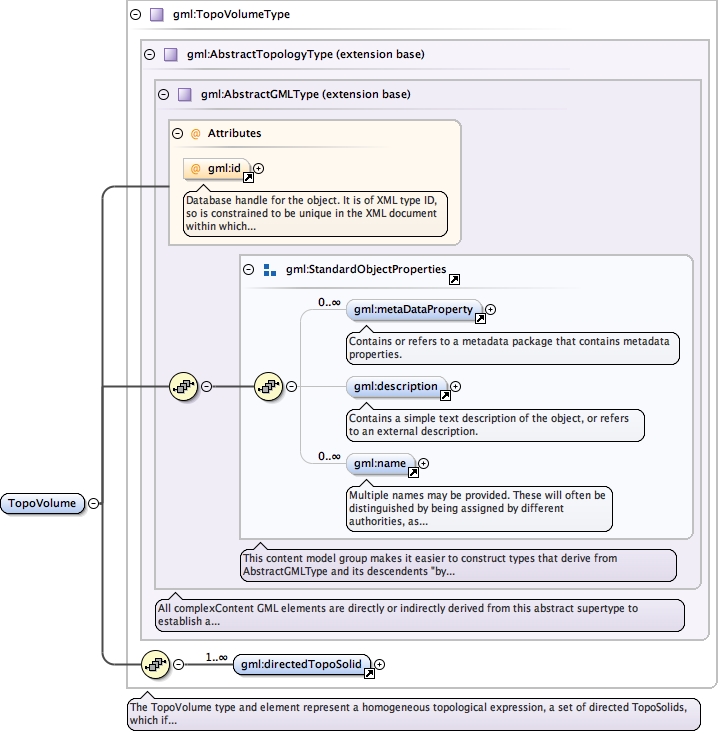 gml:TopoVolumeType
gml:AbstractTopologyType (extension base)
gml:AbstractGMLType (extension base)
@ Attributes
@ gml:id
Database handle for the object. It is of XML type ID,
so is constrained to be unique in the XML document
within which...
gml:StandardObjectProperties
0..∞
gml:metaDataProperty
Contains or refers to a metadata package that contains metadata
properties.
gml:description
Contains a simple text description of the object, or refers
to an external description.
0..∞
gml:name
Multiple names may be provided. These will often be
distinguished by being assigned by different
authorities, as...
TopoVolume
This content model group makes it easier to construct types that derive from
AbstractGMLType and its descendents "by...
All complexContent GML elements are directly or indirectly derived from this abstract supertype to
establish a...
1..∞
gml:directedTopoSolid
The TopoVolume type and element represent a homogeneous topological expression, a set of directed TopoSolids,
which if...